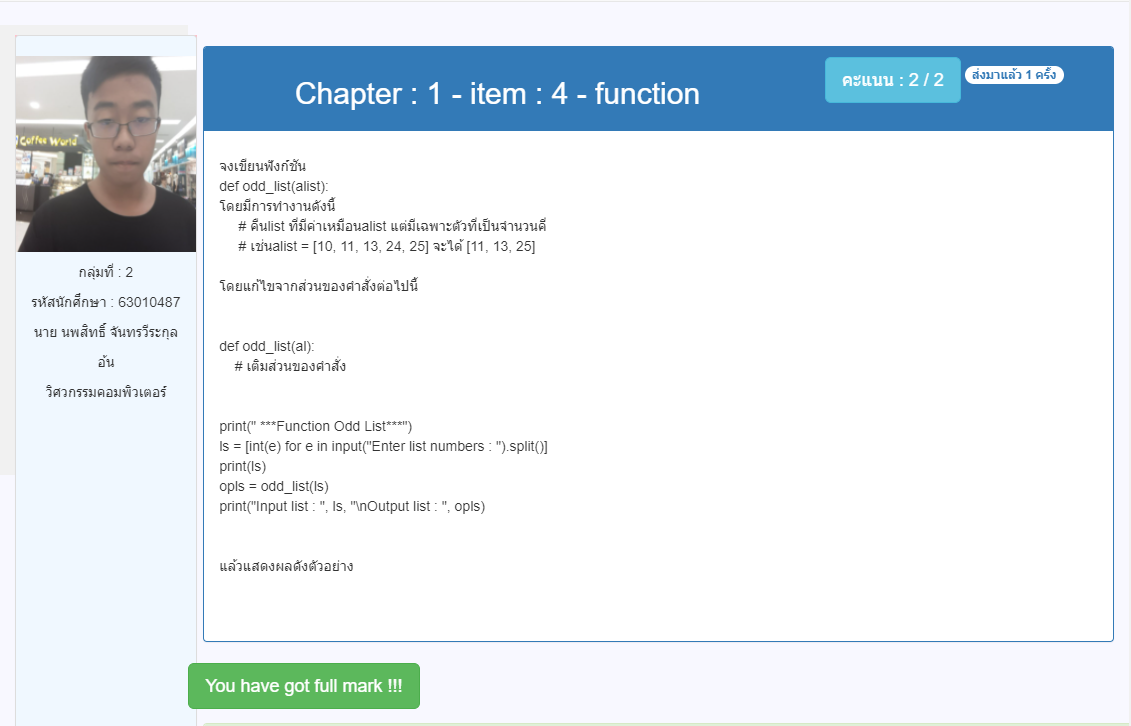 Coffee World
กลุ่มที่ : 2
รหัสนักศึกษา : 63010487
นาย นพสิทธิ์ จันทรวีระกุล
อ้น
วิศวกรรมคอมพิวเตอร์
Chapter : 1 - item : 4 - function
คะแนน : 2 / 2
ส่งมาแล้ว 1 ครั้ง
จงเขียนฟังก์ชัน
def odd_list(alist):
โดยมีการทำงานดังนี้
# คืนlist ที่มีค่าเหมือนalist แต่มีเฉพาะตัวที่เป็นจำนวนคี่
# เช่นalist = [10, 11, 13, 24, 25] จะได้ [11, 13, 25]
โดยแก้ไขจากส่วนของคำสั่งต่อไปนี้
def odd_list(al):
# เติมส่วนของคำสั่ง
print(" ***Function Odd List***")
ls = [int(e) for e in input("Enter list numbers : ").split()]
print(ls)
opls = odd_list(ls)
print("Input list : ", ls, "\nOutput list : ", opls)
แล้วแสดงผลดังตัวอย่าง
You have got full mark !!!